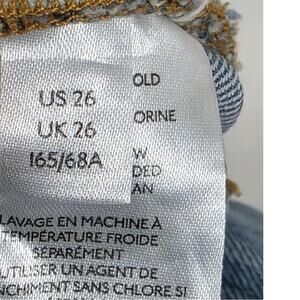 OLD
US 26
ORINE
UK 26
165/68A
W
DED
AN
LAVAGE EN MACHINE À
TEMPÉRATURE FROIDE
SÉPARÉMENT
UTILISER UN AGENT DE
NCHIMENT SANS CHLORE SI